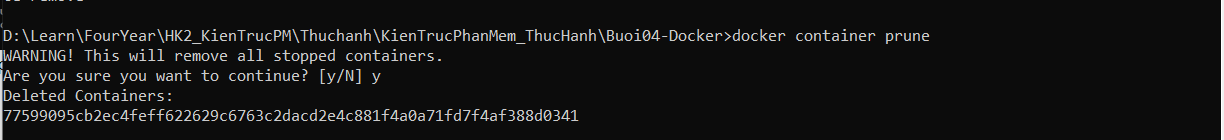 D:\Learn\FourYear\HK2_KienTrucPM\Thuchanh\KienTrucPhanMem_ThucHanh\Buoi04-Docker>docker container prune
WARNING! This will remove all stopped containers.
Are you sure you want to continue? [y/N] y
Deleted Containers:
77599095cb2ec4feff622629c6763c2dacd2e4c881f4a0a71fd7f4af388d0341